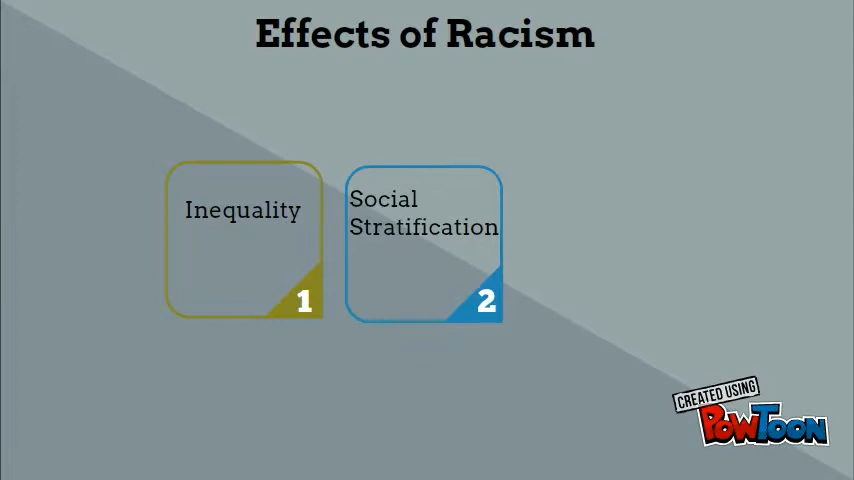 Effects of Racism
Inequality
1
Social
Stratification
2
CREATED USING
POWTOON